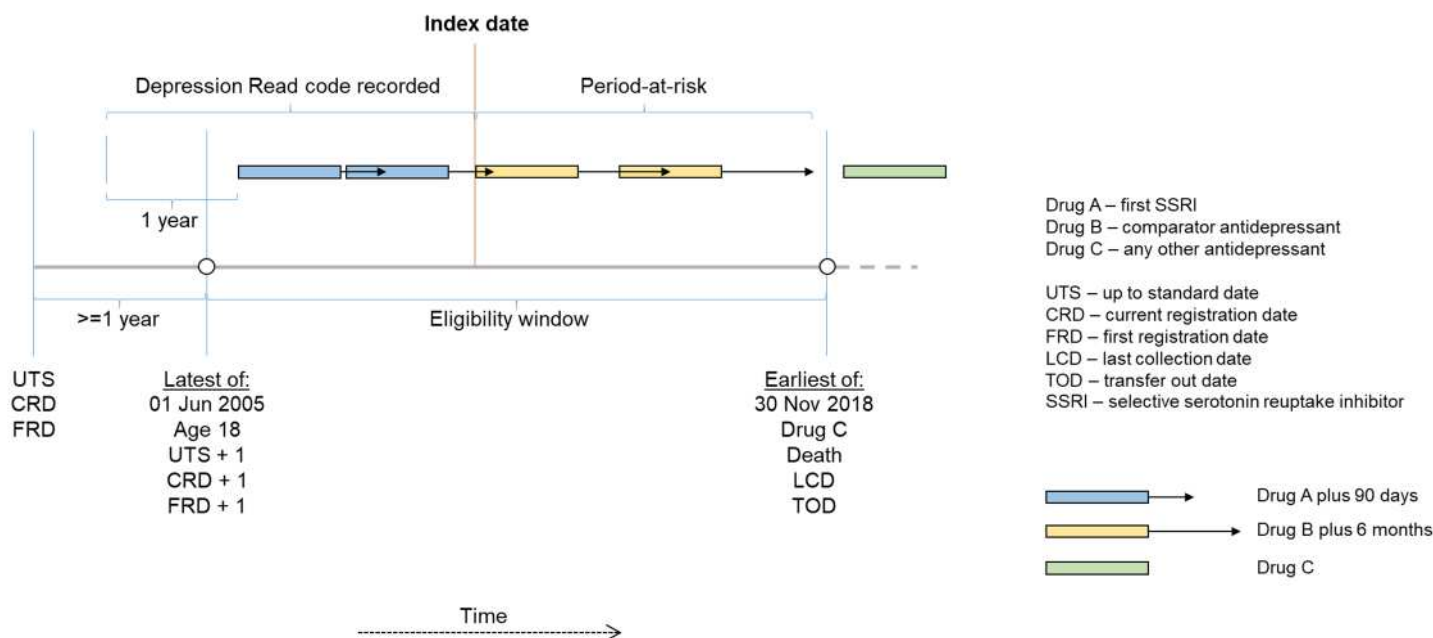 Index date
Depression Read code recorded
Period-at-risk
1 year
>=1 year
Eligibility window
UTS
CRD
FRD
Latest of:
01 Jun 2005
Age 18
UTS + 1
CRD + 1
FRD + 1
Earliest of:
30 Nov 2018
Drug C
Death
LCD
TOD
Drug A – first SSRI
Drug B – comparator antidepressant
Drug C – any other antidepressant
UTS – up to standard date
CRD – current registration date
FRD – first registration date
LCD – last collection date
TOD – transfer out date
SSRI – selective serotonin reuptake inhibitor
Drug A plus 90 days
Drug B plus 6 months
Drug C
Time